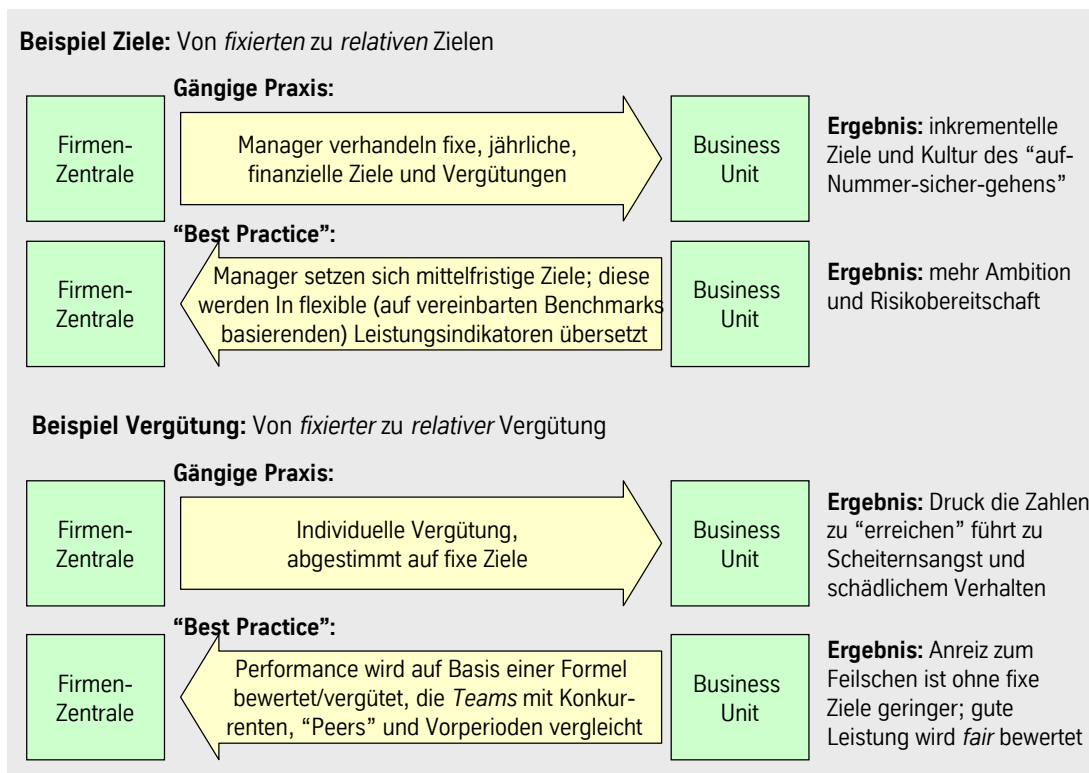 Beispiel Ziele: Von fixierten zu relativen Zielen
Gängige Praxis:
Firmen-
Zentrale
Manager verhandeln fixe, jährliche,
finanzielle Ziele und Vergütungen
Business
Unit
Ergebnis: inkrementelle
Ziele und Kultur des “auf-
Nummer-sicher-gehens”
“Best Practice”:
Firmen-
Zentrale
Manager setzen sich mittelfristige Ziele; diese
werden In flexible (auf vereinbarten Benchmarks
basierenden) Leistungsindikatoren übersetzt
Business
Unit
Ergebnis: mehr Ambition
und Risikobereitschaft
Beispiel Vergütung: Von fixierter zu relativer Vergütung
Gängige Praxis:
Firmen-
Zentrale
Individuelle Vergütung,
abgestimmt auf fixe Ziele
Business
Unit
Ergebnis: Druck die Zahlen
zu “erreichen” führt zu
Scheiternsangst und
schädlichem Verhalten
“Best Practice”:
Firmen-
Zentrale
Performance wird auf Basis einer Formel
bewertet/vergütet, die Teams mit Konkur-
renten, “Peers” und Vorperioden vergleicht
Business
Unit
Ergebnis: Anreiz zum
Feilschen ist ohne fixe
Ziele geringer; gute
Leistung wird fair bewertet